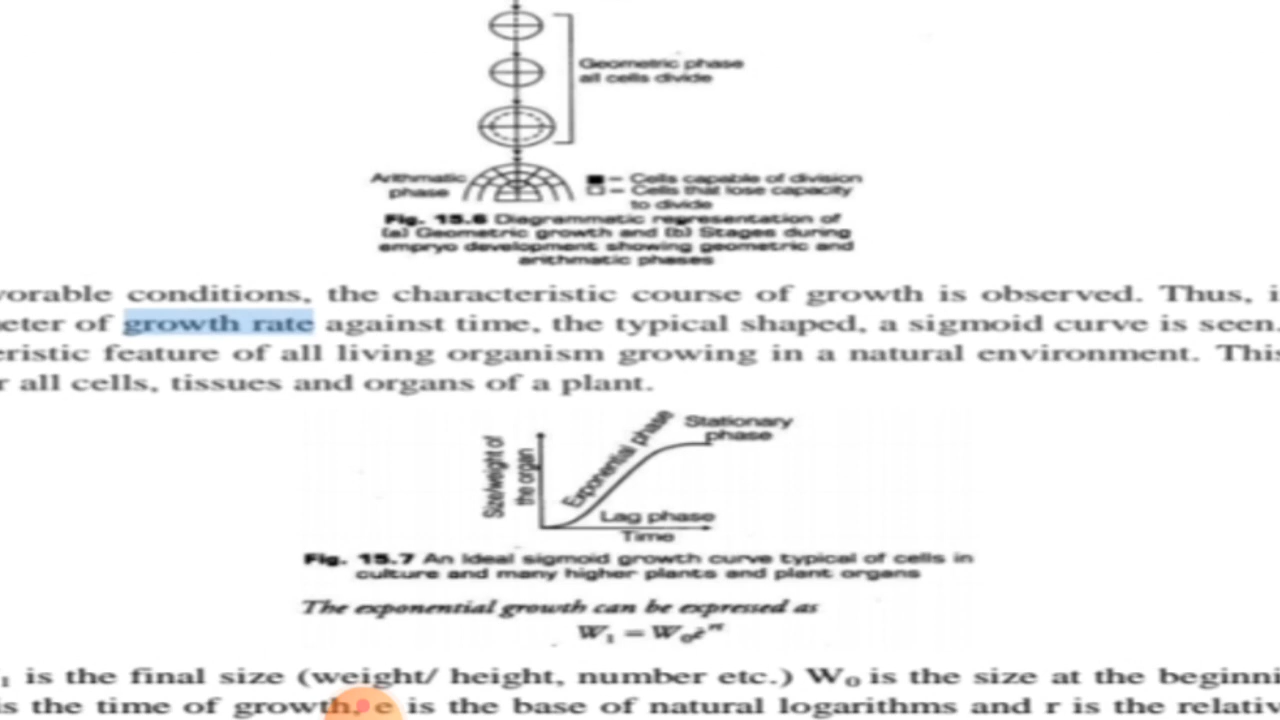 Geometric phase
all cells divide
Arithmatic
phase
■ – Cells capable of division
□ – Cells that lose capacity
to divide
Fig. 15.6 Diagrammatic representation of
(a) Geometric growth and (b) Stages during
empryo development showing geometric and
arithmatic phases
vorable conditions, the characteristic course of growth is observed. Thus, i
eter of growth rate against time, the typical shaped, a sigmoid curve is seen.
eristic feature of all living organism growing in a natural environment. This
r all cells, tissues and organs of a plant.
Size/weight of
the organ
Exponential phase
Stationary
phase
Lag phase
Time
Fig. 15.7 An Ideal sigmoid growth curve typical of cells in
culture and many higher plants and plant organs
The exponential growth can be expressed as
W₁ = W₀eʳᵗ
₁ is the final size (weight/ height, number etc.) W₀ is the size at the beginni
is the time of growth, e is the base of natural logarithms and r is the relativ